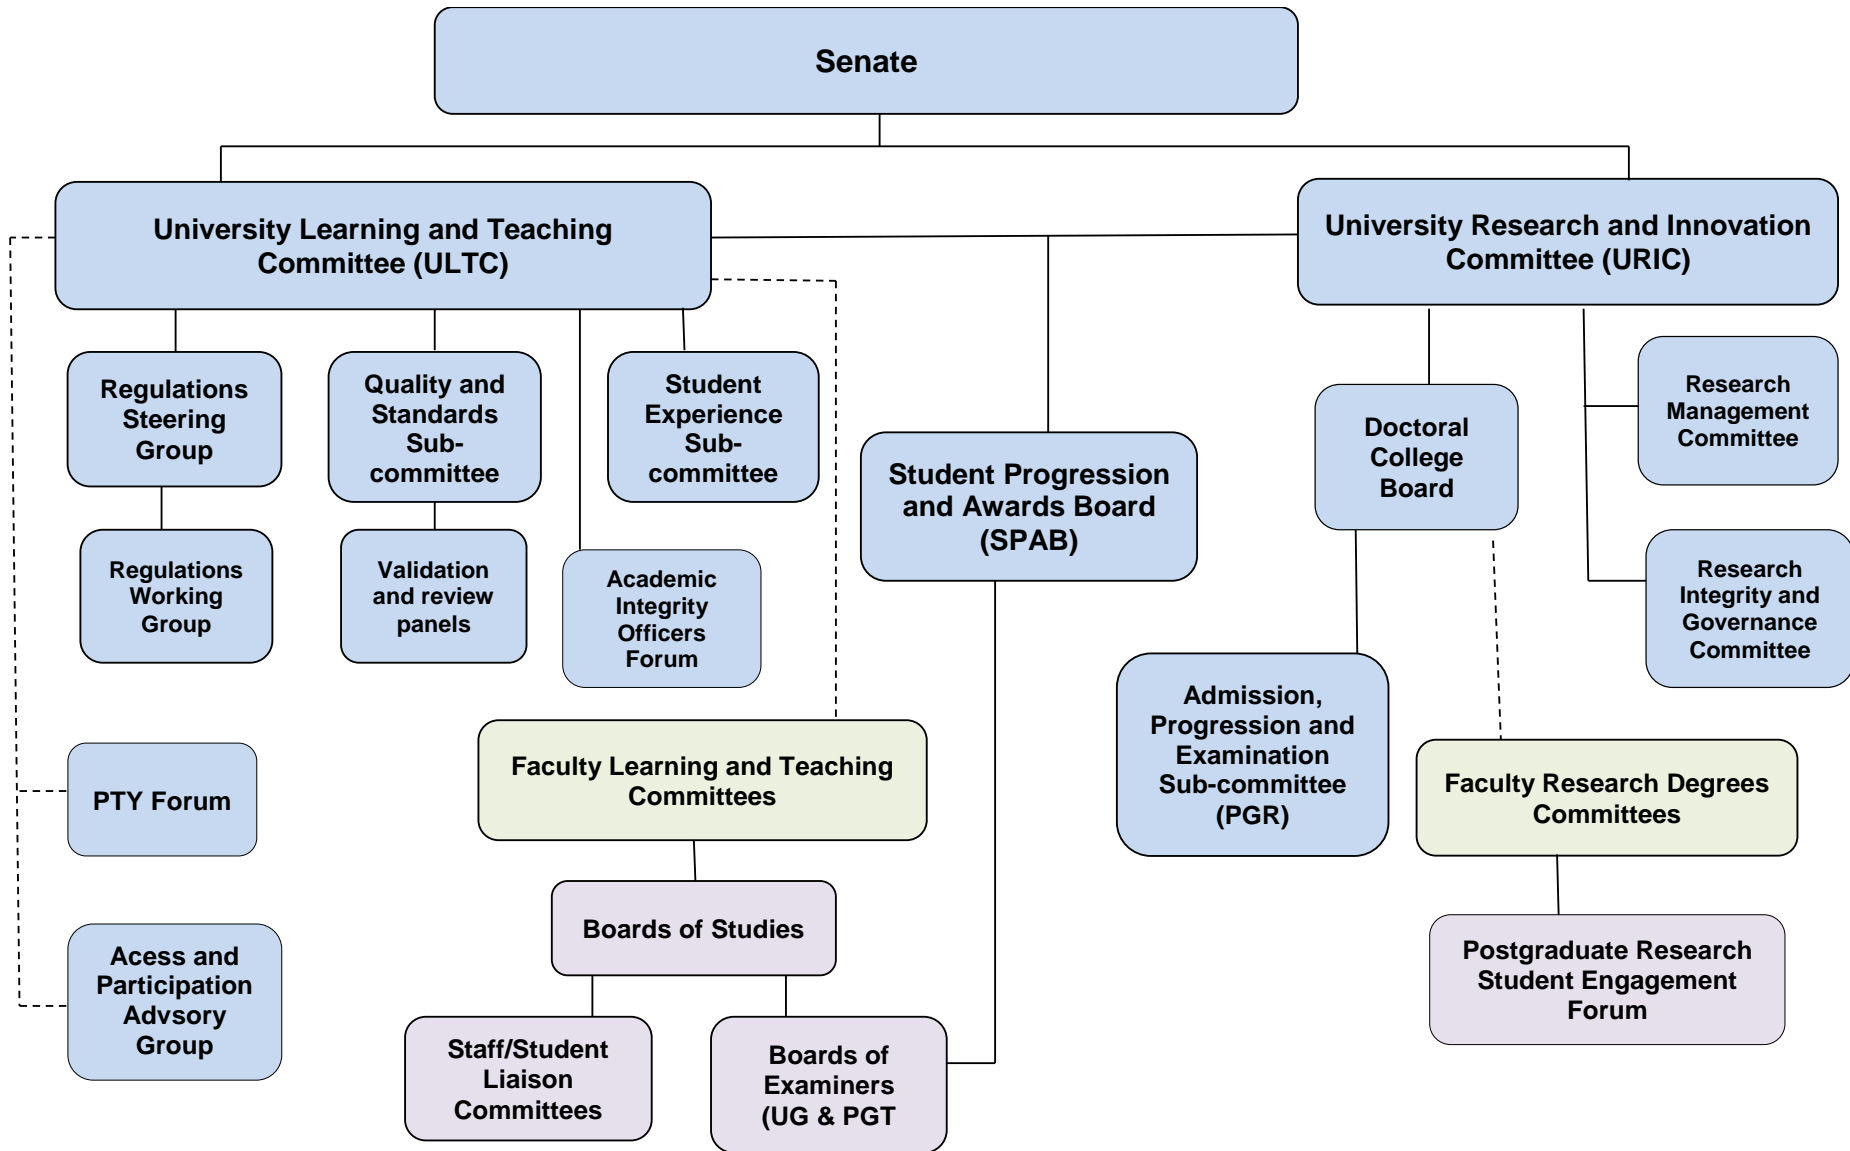 Senate
University Learning and Teaching
Committee (ULTC)
University Research and Innovation
Committee (URIC)
Regulations
Steering
Group
Quality and
Standards
Sub-
committee
Student
Experience
Sub-
committee
Student Progression
and Awards Board
(SPAB)
Doctoral
College
Board
Research
Management
Committee
Regulations
Working
Group
Validation
and review
panels
Academic
Integrity
Officers
Forum
Research
Integrity and
Governance
Committee
Admission,
Progression and
Examination
Sub-committee
(PGR)
PTY Forum
Faculty Learning and Teaching
Committees
Faculty Research Degrees
Committees
Boards of Studies
Acess and
Participation
Advsory
Group
Postgraduate Research
Student Engagement
Forum
Staff/Student
Liaison
Committees
Boards of
Examiners
(UG & PGT